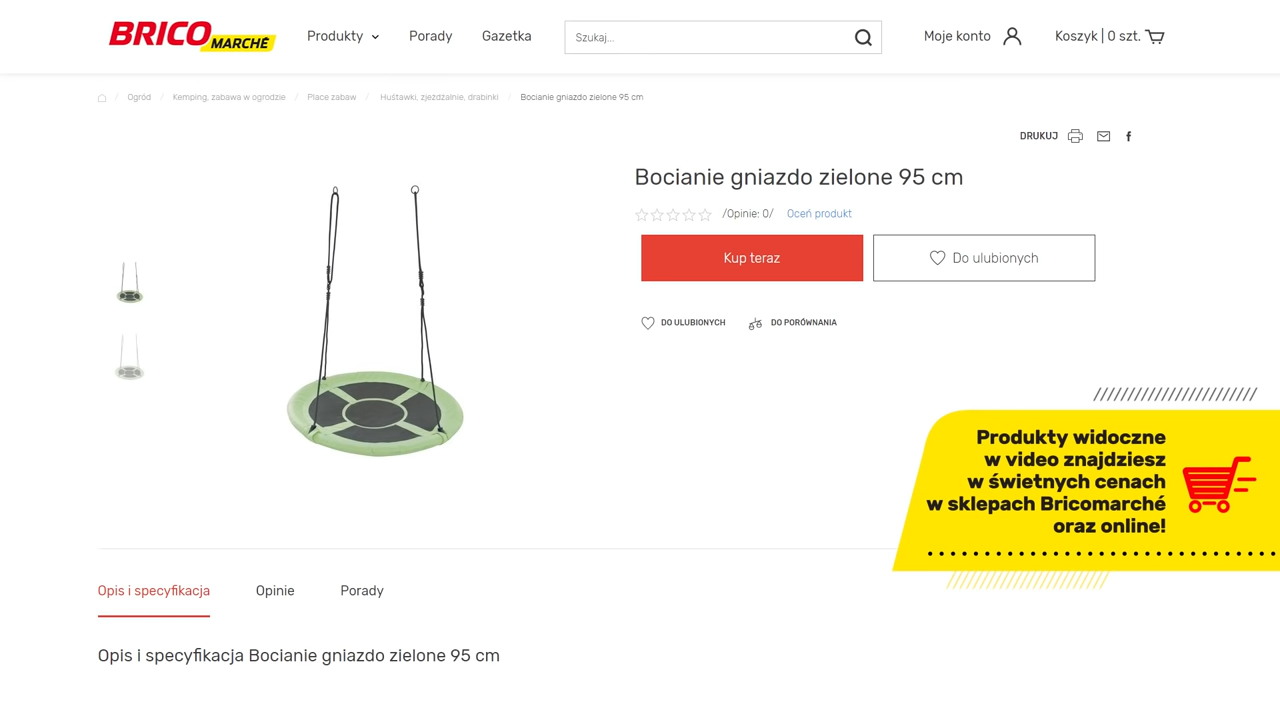 BRICO MARCHÉ
Produkty
Porady
Gazetka
Szukaj...
Moje konto
Koszyk | 0 szt.
/ Ogród / Kemping, zabawa w ogrodzie / Place zabaw / Huśtawki, zjeżdżalnie, drabinki / Bocianie gniazdo zielone 95 cm
DRUKUJ
Bocianie gniazdo zielone 95 cm
/Opinie: 0/ Oceń produkt
Kup teraz
Do ulubionych
DO ULUBIONYCH
DO PORÓWNANIA
Produkty widoczne
w video znajdziesz
w świetnych cenach
w sklepach Bricomarché
oraz online!
Opis i specyfikacja
Opinie
Porady
Opis i specyfikacja Bocianie gniazdo zielone 95 cm